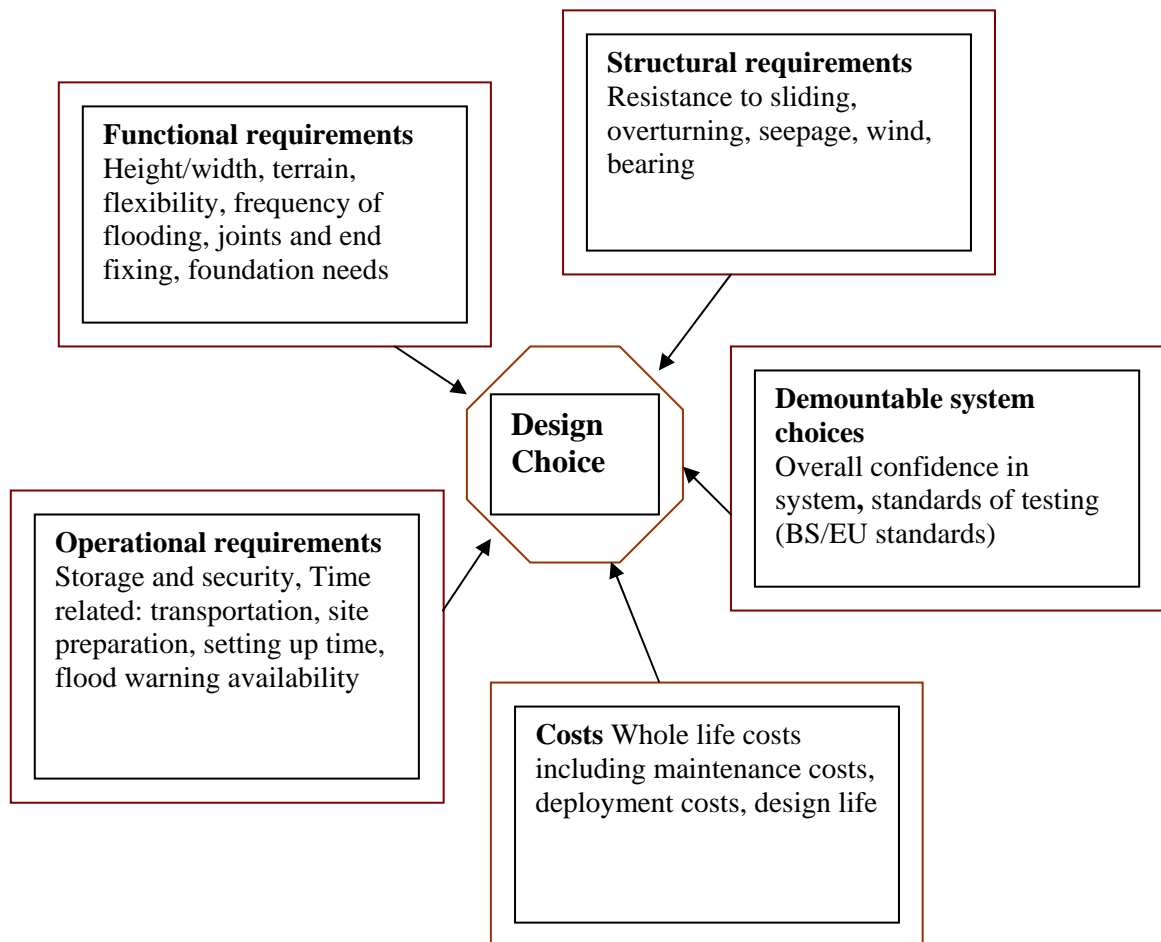 Structural requirements
Resistance to sliding,
overturning, seepage, wind,
bearing
Functional requirements
Height/width, terrain,
flexibility, frequency of
flooding, joints and end
fixing, foundation needs
Design
Choice
Demountable system
choices
Overall confidence in
system, standards of testing
(BS/EU standards)
Operational requirements
Storage and security, Time
related: transportation, site
preparation, setting up time,
flood warning availability
Costs Whole life costs
including maintenance costs,
deployment costs, design life